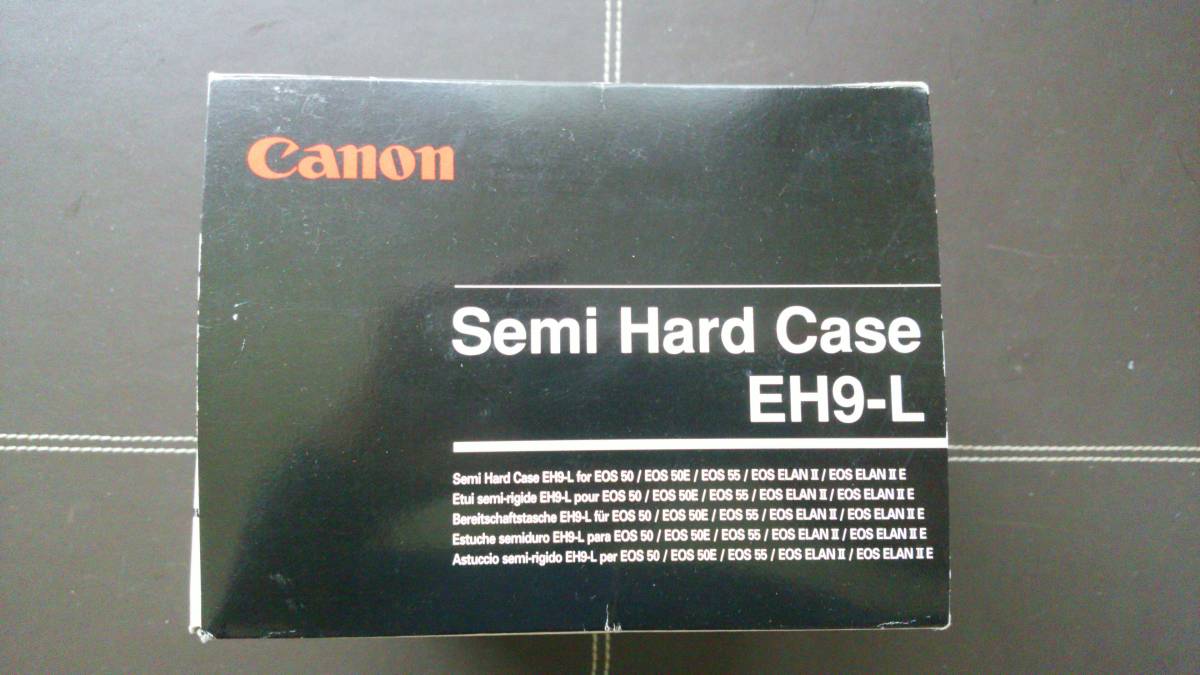 Canon
Semi Hard Case
EH9-L
Semi Hard Case EH9-L for EOS 50 / EOS 50E / EOS 55 / EOS ELAN II / EOS ELAN II E
Etui semi-rigide EH9-L pour EOS 50 / EOS 50E / EOS 55 / EOS ELAN II / EOS ELAN II E
Bereitschaftstasche EH9-L für EOS 50 / EOS 50E / EOS 55 / EOS ELAN II / EOS ELAN II E
Estuche semiduro EH9-L para EOS 50 / EOS 50E / EOS 55 / EOS ELAN II / EOS ELAN II E
Astuccio semi-rigido EH9-L per EOS 50 / EOS 50E / EOS 55 / EOS ELAN II / EOS ELAN II E